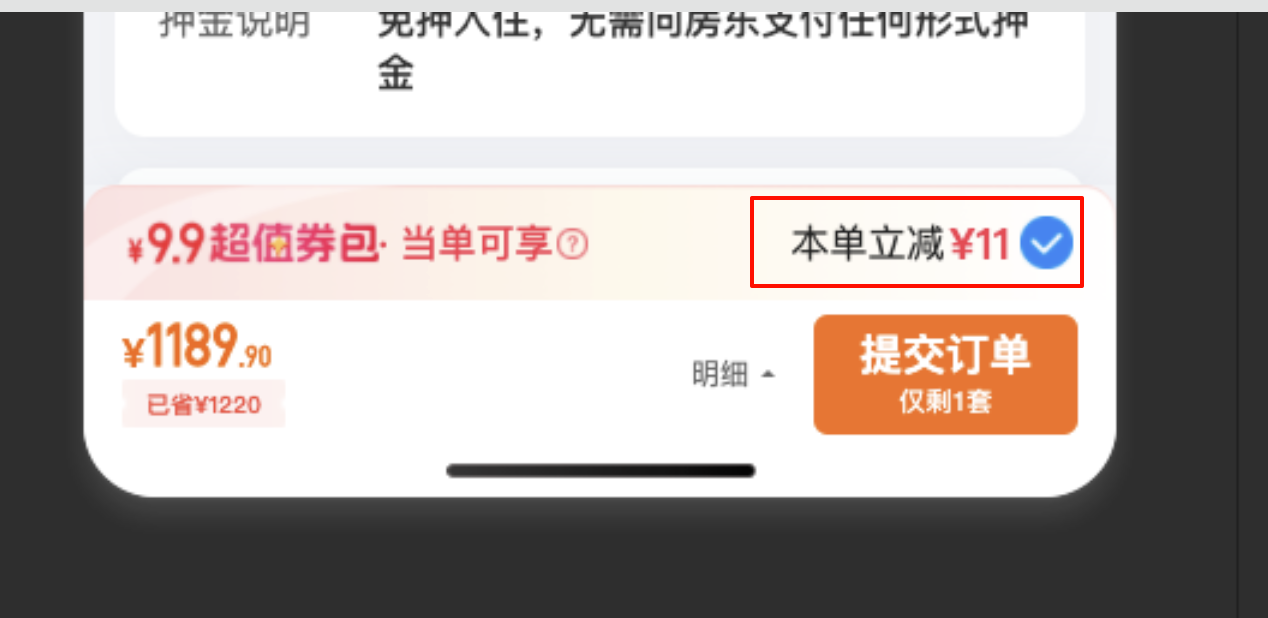 押金说明
免押入住，无需向房东支付任何形式押
金
¥9.9超值券包· 当单可享?
本单立减¥11
¥1189.90
已省¥1220
明细
提交订单
仅剩1套